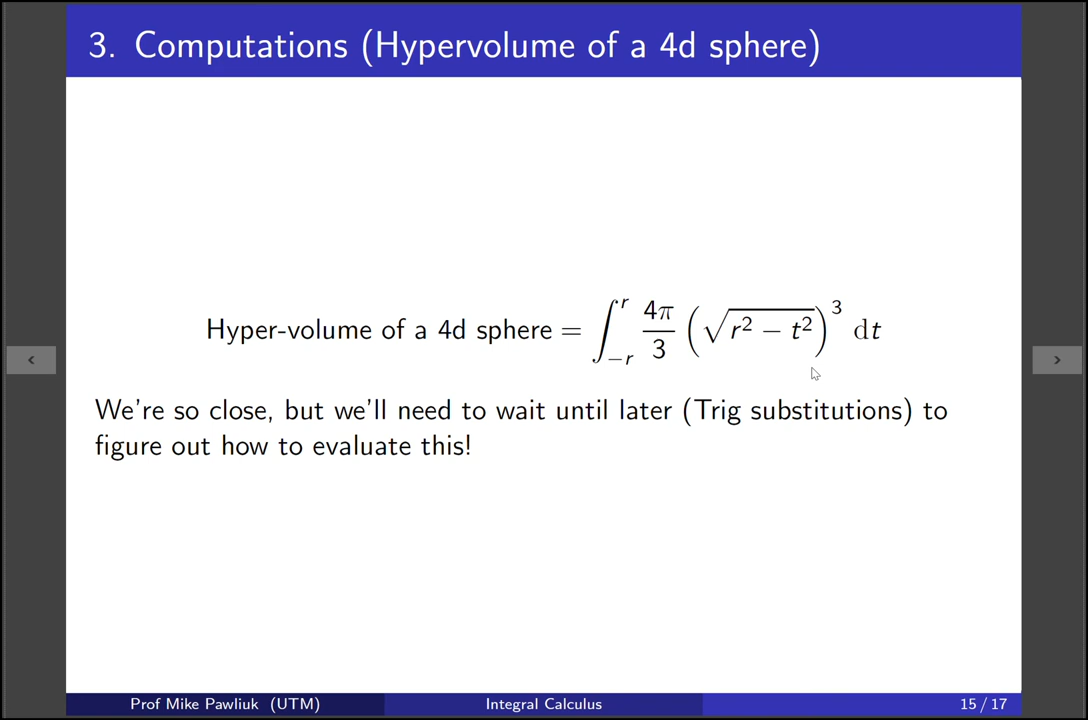 3. Computations (Hypervolume of a 4d sphere)
Hyper-volume of a 4d sphere = ∫_{−r}^{r} \frac{4π}{3} (√(r² − t²))³ dt
We're so close, but we'll need to wait until later (Trig substitutions) to
figure out how to evaluate this!
Prof Mike Pawliuk (UTM) Integral Calculus 15 / 17